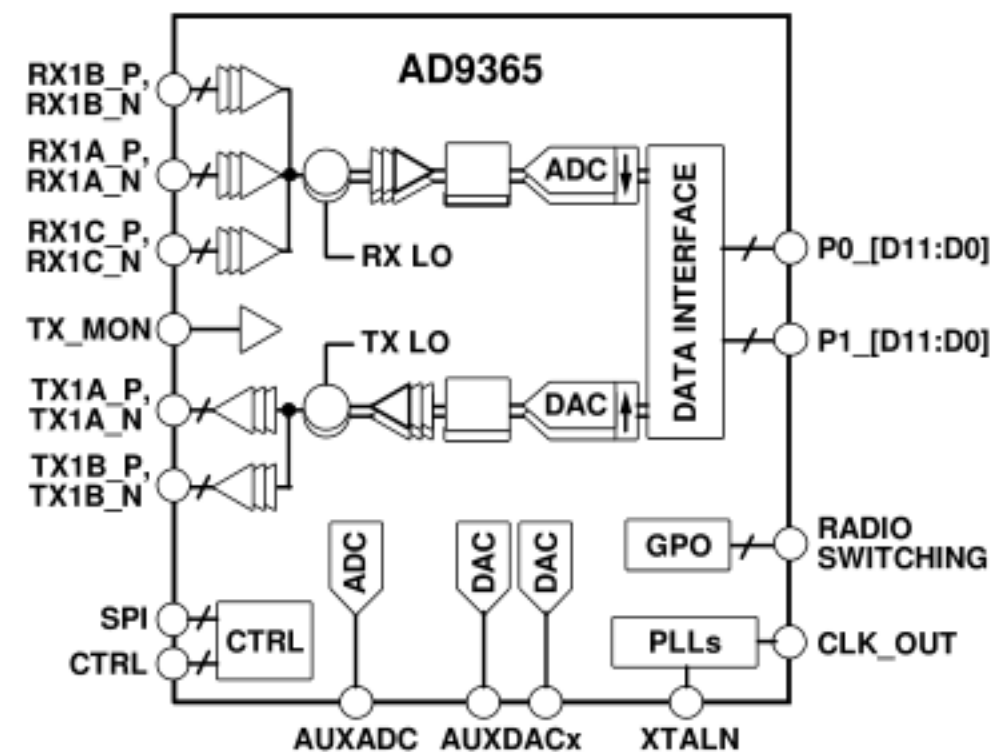 AD9365
RX1B_P,
RX1B_N
RX1A_P,
RX1A_N
RX1C_P,
RX1C_N
TX_MON
TX1A_P,
TX1A_N
TX1B_P,
TX1B_N
SPI
CTRL
CTRL
RX LO
TX LO
ADC
DAC
DATA INTERFACE
P0_[D11:D0]
P1_[D11:D0]
ADC
DAC
DAC
GPO
RADIO
SWITCHING
PLLs
CLK_OUT
AUXADC
AUXDACx
XTALN